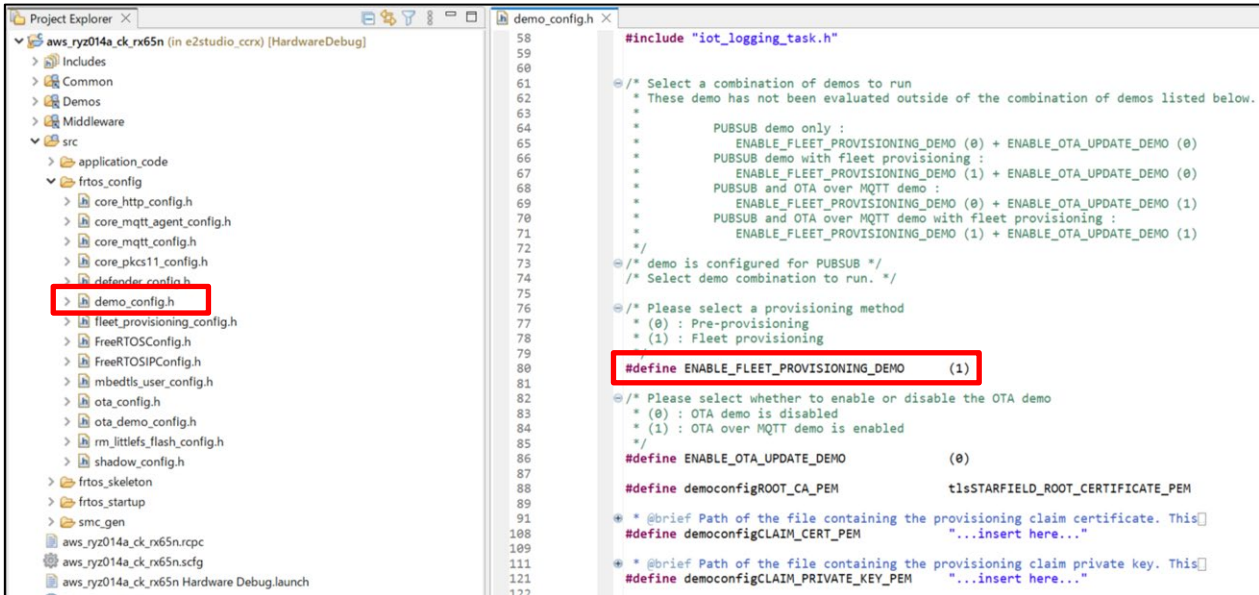 Project Explorer
aws_ryz014a_ck_rx65n (in e2studio_ccrx) [HardwareDebug]
Includes
Common
Demos
Middleware
src
application_code
frtos_config
core_http_config.h
core_mqtt_agent_config.h
core_mqtt_config.h
core_pkcs11_config.h
defender_config.h
demo_config.h
fleet_provisioning_config.h
FreeRTOSConfig.h
FreeRTOSIPConfig.h
mbedtls_user_config.h
ota_config.h
ota_demo_config.h
rm_littlefs_flash_config.h
shadow_config.h
frtos_skeleton
frtos_startup
smc_gen
aws_ryz014a_ck_rx65n.rcpc
aws_ryz014a_ck_rx65n.scfg
aws_ryz014a_ck_rx65n Hardware Debug.launch
demo_config.h
58 #include "iot_logging_task.h"
59
60
61 /* Select a combination of demos to run
62 * These demo has not been evaluated outside of the combination of demos listed below.
63 *
64 * PUBSUB demo only :
65 * ENABLE_FLEET_PROVISIONING_DEMO (0) + ENABLE_OTA_UPDATE_DEMO (0)
66 * PUBSUB demo with fleet provisioning :
67 * ENABLE_FLEET_PROVISIONING_DEMO (1) + ENABLE_OTA_UPDATE_DEMO (0)
68 * PUBSUB and OTA over MQTT demo :
69 * ENABLE_FLEET_PROVISIONING_DEMO (0) + ENABLE_OTA_UPDATE_DEMO (1)
70 * PUBSUB and OTA over MQTT demo with fleet provisioning :
71 * ENABLE_FLEET_PROVISIONING_DEMO (1) + ENABLE_OTA_UPDATE_DEMO (1)
72 */
73 /* demo is configured for PUBSUB */
74 /* Select demo combination to run. */
75
76 /* Please select a provisioning method
77 * (0) : Pre-provisioning
78 * (1) : Fleet provisioning
79 */
80 #define ENABLE_FLEET_PROVISIONING_DEMO (1)
81
82 /* Please select whether to enable or disable the OTA demo
83 * (0) : OTA demo is disabled
84 * (1) : OTA over MQTT demo is enabled
85 */
86 #define ENABLE_OTA_UPDATE_DEMO (0)
87
88 #define democonfigROOT_CA_PEM tlsSTARFIELD_ROOT_CERTIFICATE_PEM
89
91 * @brief Path of the file containing the provisioning claim certificate. This
108 #define democonfigCLAIM_CERT_PEM "...insert here..."
109
111 * @brief Path of the file containing the provisioning claim private key. This
121 #define democonfigCLAIM_PRIVATE_KEY_PEM "...insert here..."
122